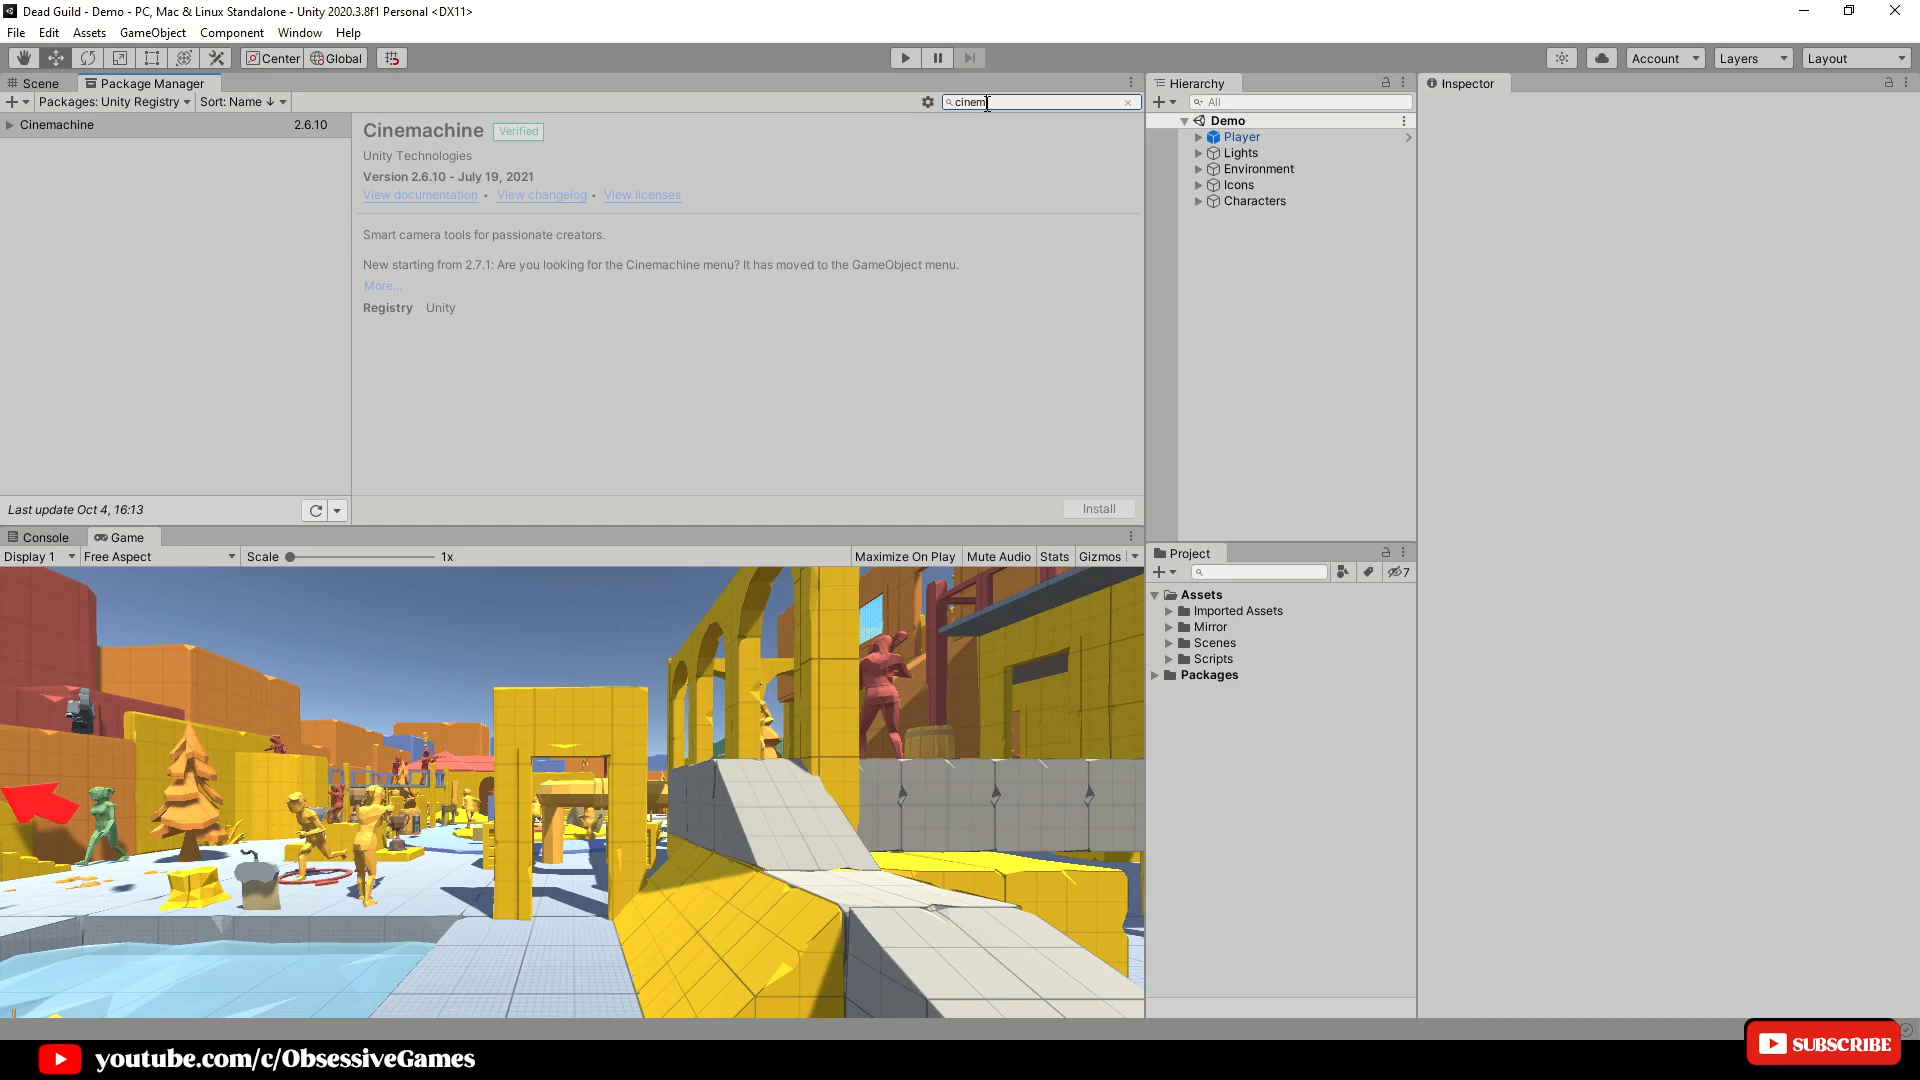 Dead Guild - Demo - PC, Mac & Linux Standalone - Unity 2020.3.8f1 Personal <DX11>
File Edit Assets GameObject Component Window Help
Center Global Account Layers Layout
Scene Package Manager
Packages: Unity Registry Sort: Name ↓ cinem
Cinemachine 2.6.10
Cinemachine Verified
Unity Technologies
Version 2.6.10 - July 19, 2021
View documentation • View changelog • View licenses
Smart camera tools for passionate creators.
New starting from 2.7.1: Are you looking for the Cinemachine menu? It has moved to the GameObject menu.
More...
Registry Unity
Last update Oct 4, 16:13
Install
Hierarchy
All
Demo
Player
Lights
Environment
Icons
Characters
Inspector
Console Game
Display 1 Free Aspect Scale 1x Maximize On Play Mute Audio Stats Gizmos
Project
7
Assets
Imported Assets
Mirror
Scenes
Scripts
Packages
youtube.com/c/ObsessiveGames
SUBSCRIBE